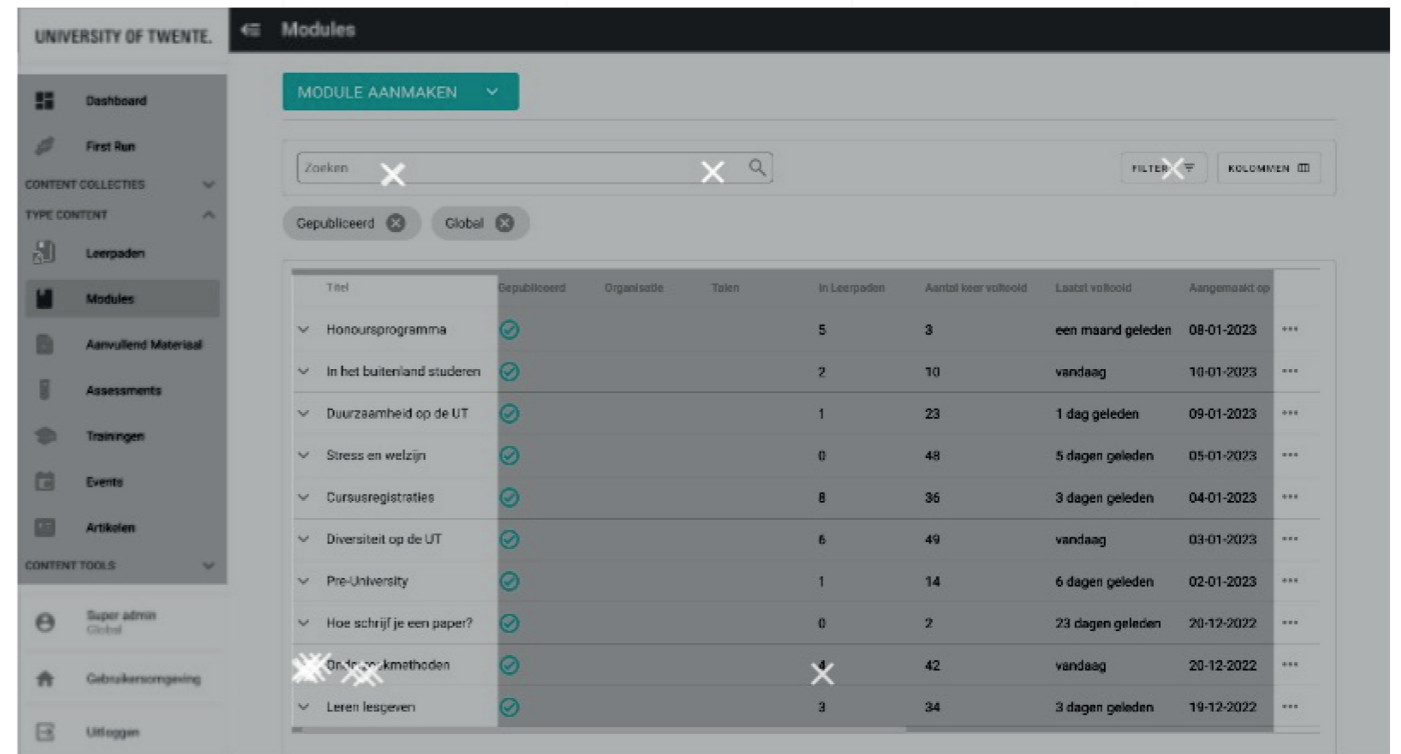 UNIVERSITY OF TWENTE.
Modules
Dashboard
First Run
CONTENT COLLECTIES
TYPE CONTENT
Leerpaden
Modules
Aanvullend Materiaal
Assessments
Trainingen
Events
Artikelen
CONTENT TOOLS
Super admin
Global
Gebruikersomgeving
Uitloggen
MODULE AANMAKEN
Zoeken
FILTER KOLOMMEN
Gepubliceerd Global
Titel Gepubliceerd Organisatie Talen In Leerpaden Aantal keer voltooid Laatst voltooid Aangemaakt op
Honoursprogramma 5 3 een maand geleden 08-01-2023 ...
In het buitenland studeren 2 10 vandaag 10-01-2023 ...
Duurzaamheid op de UT 1 23 1 dag geleden 09-01-2023 ...
Stress en welzijn 0 48 5 dagen geleden 05-01-2023 ...
Cursusregistraties 8 36 3 dagen geleden 04-01-2023 ...
Diversiteit op de UT 6 49 vandaag 03-01-2023 ...
Pre-University 1 14 6 dagen geleden 02-01-2023 ...
Hoe schrijf je een paper? 0 2 23 dagen geleden 20-12-2022 ...
Onderzoekmethoden 4 42 vandaag 20-12-2022 ...
Leren lesgeven 3 34 3 dagen geleden 19-12-2022 ...